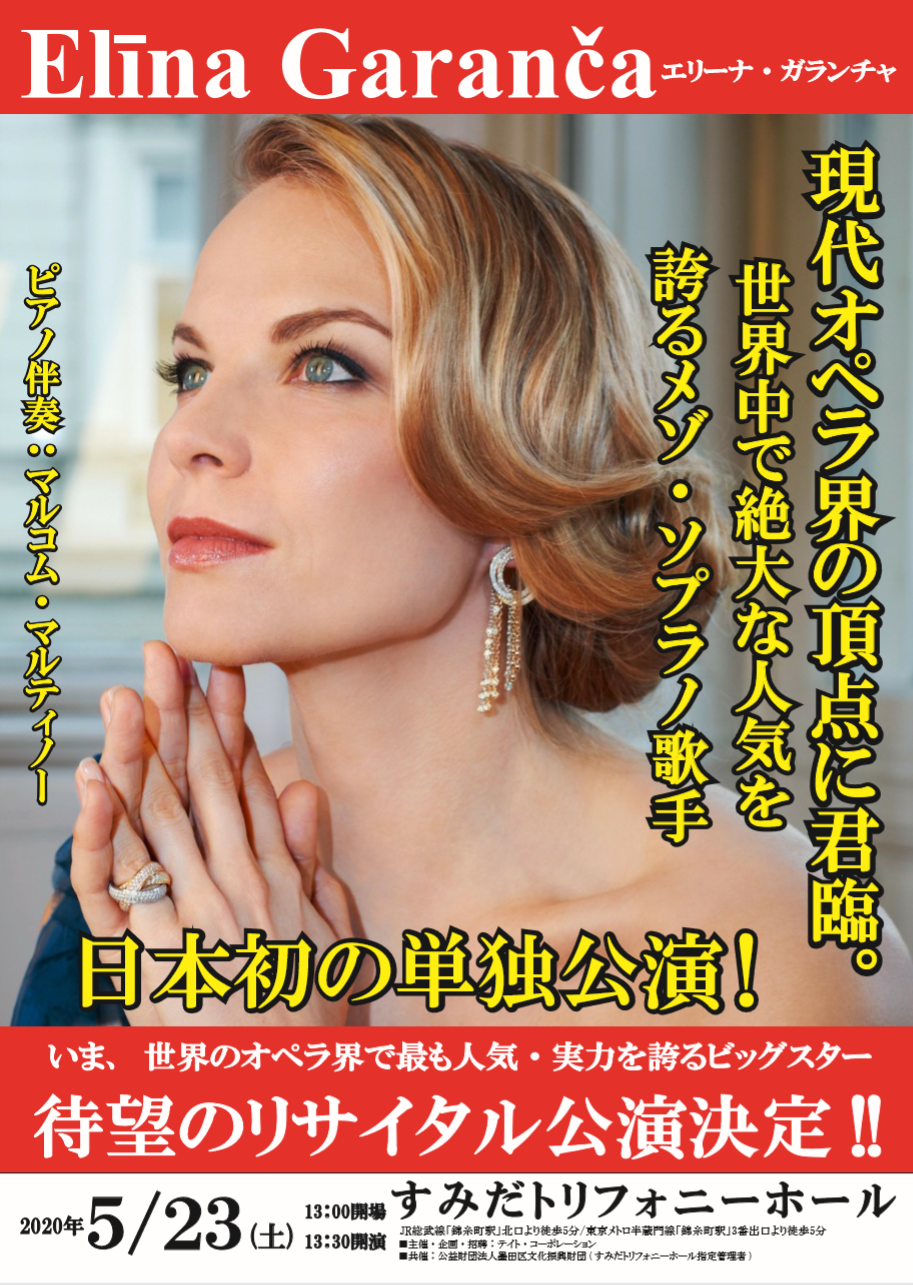 Elīna Garanča エリーナ・ガランチャ
現代オペラ界の頂点に君臨。
世界中で絶大な人気を
誇るメゾ・ソプラノ歌手
ピアノ伴奏：マルコム・マルティノー
日本初の単独公演！
いま、世界のオペラ界で最も人気・実力を誇るビッグスター
待望のリサイタル公演決定!!
2020年5/23(土)
13:00開場
13:30開演
すみだトリフォニーホール
JR総武線「錦糸町駅」北口より徒歩5分/東京メトロ半蔵門線「錦糸町駅」3番出口より徒歩5分
■主催・企画・招聘：テイト・コーポレーション
■共催：公益財団法人墨田区文化振興財団（すみだトリフォニーホール指定管理者）